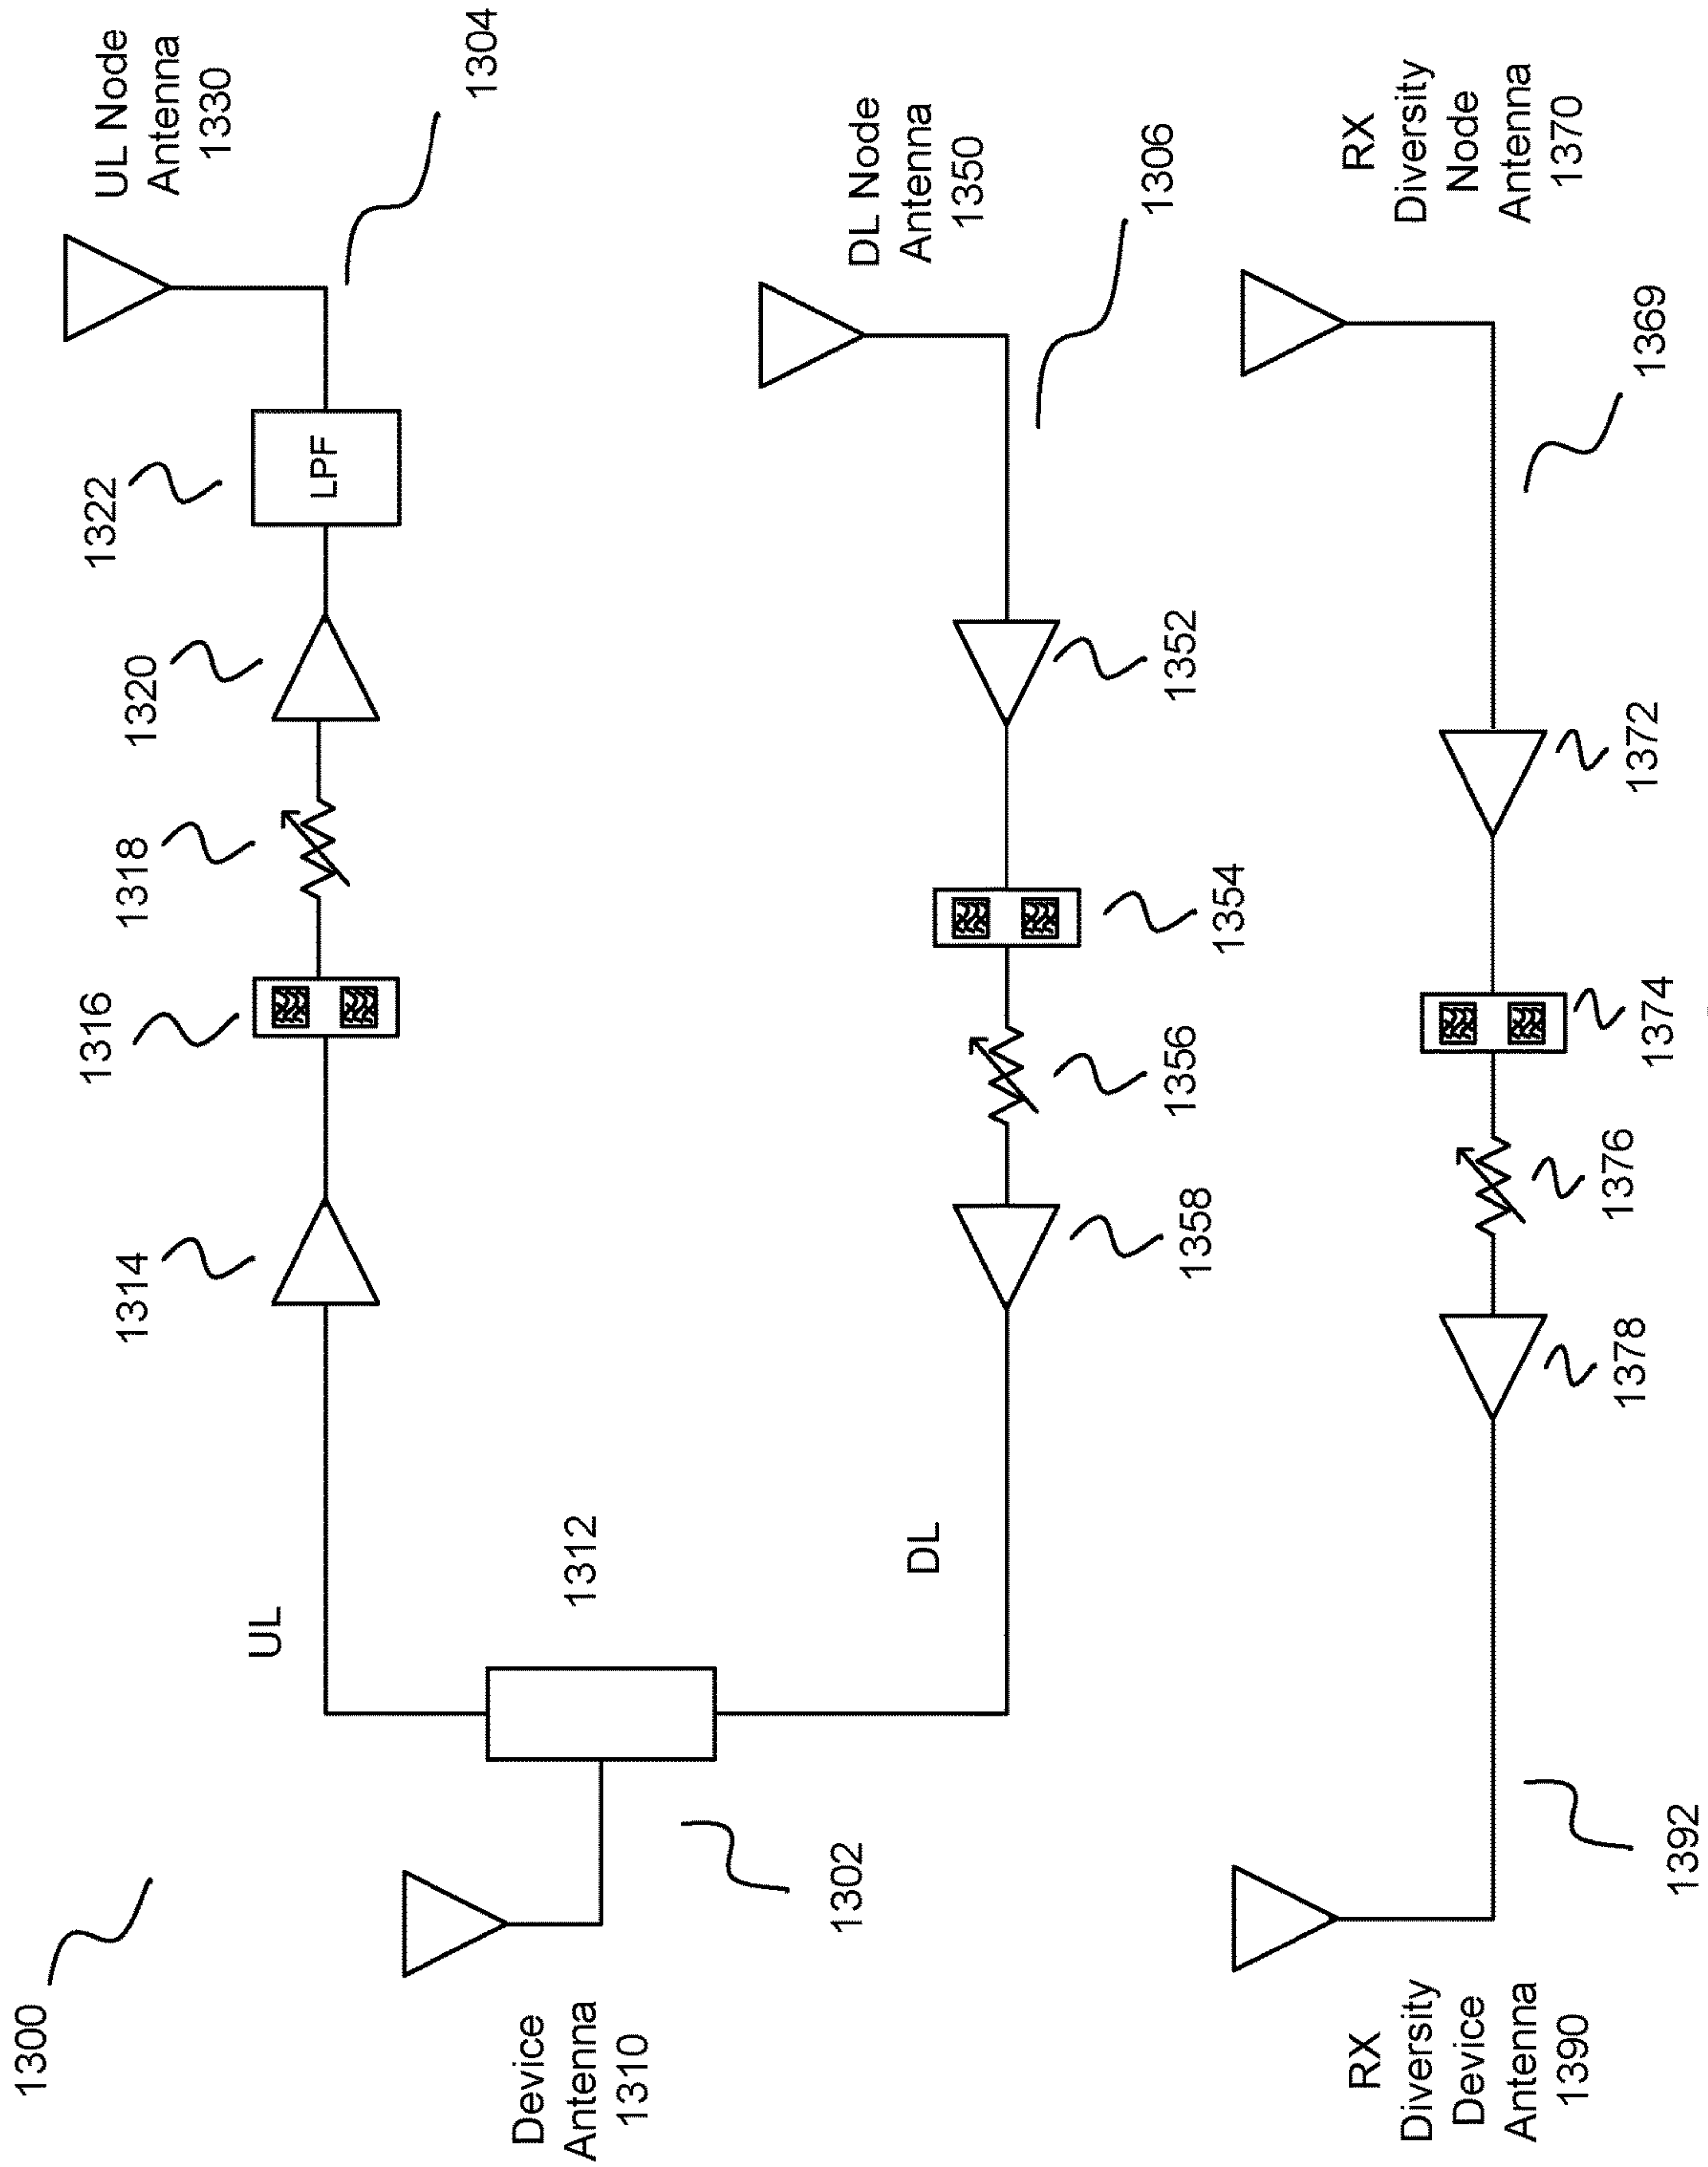 1300
UL Node
Antenna
1330
1304
1322
LPF
1320
1318
1316
1314
UL
1312
Device
Antenna
1310
1302
DL Node
Antenna
1350
1306
1352
1354
1356
1358
DL
RX
Diversity
Node
Antenna
1370
1369
1372
1374
1376
1378
1392
RX
Diversity
Device
Antenna
1390